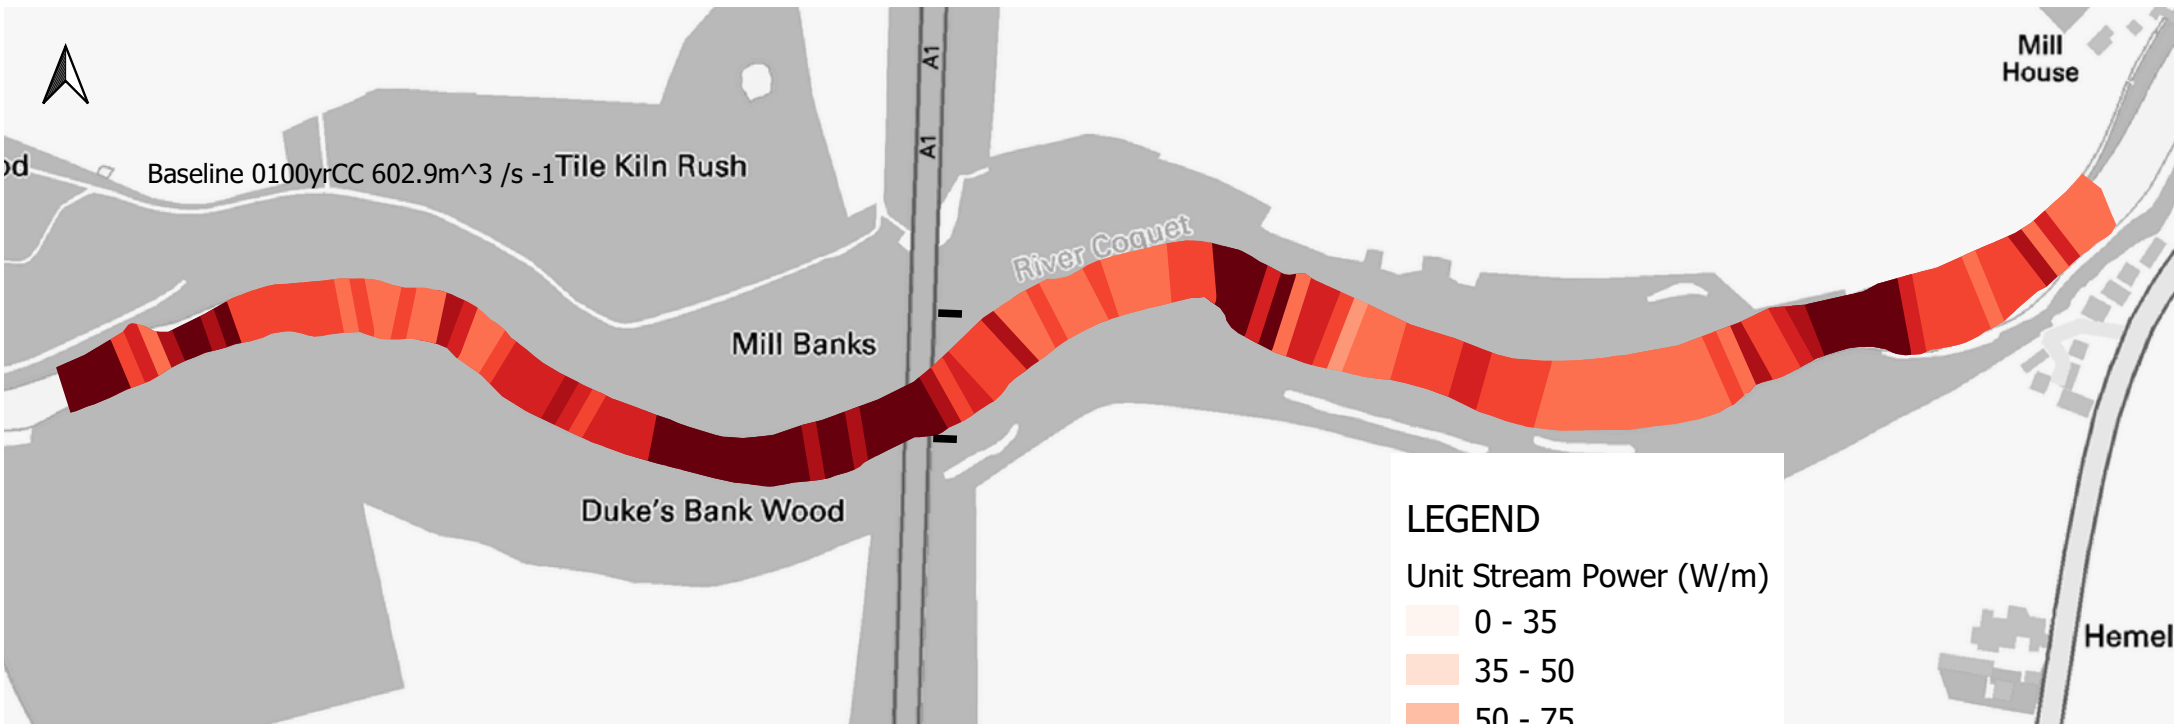 A1
Mill
House
A1
od
Baseline 0100yrCC 602.9m^3 /s -1
Tile Kiln Rush
River Coquet
Mill Banks
Duke's Bank Wood
LEGEND
Unit Stream Power (W/m)
0 - 35
35 - 50
50 - 75
Hemel